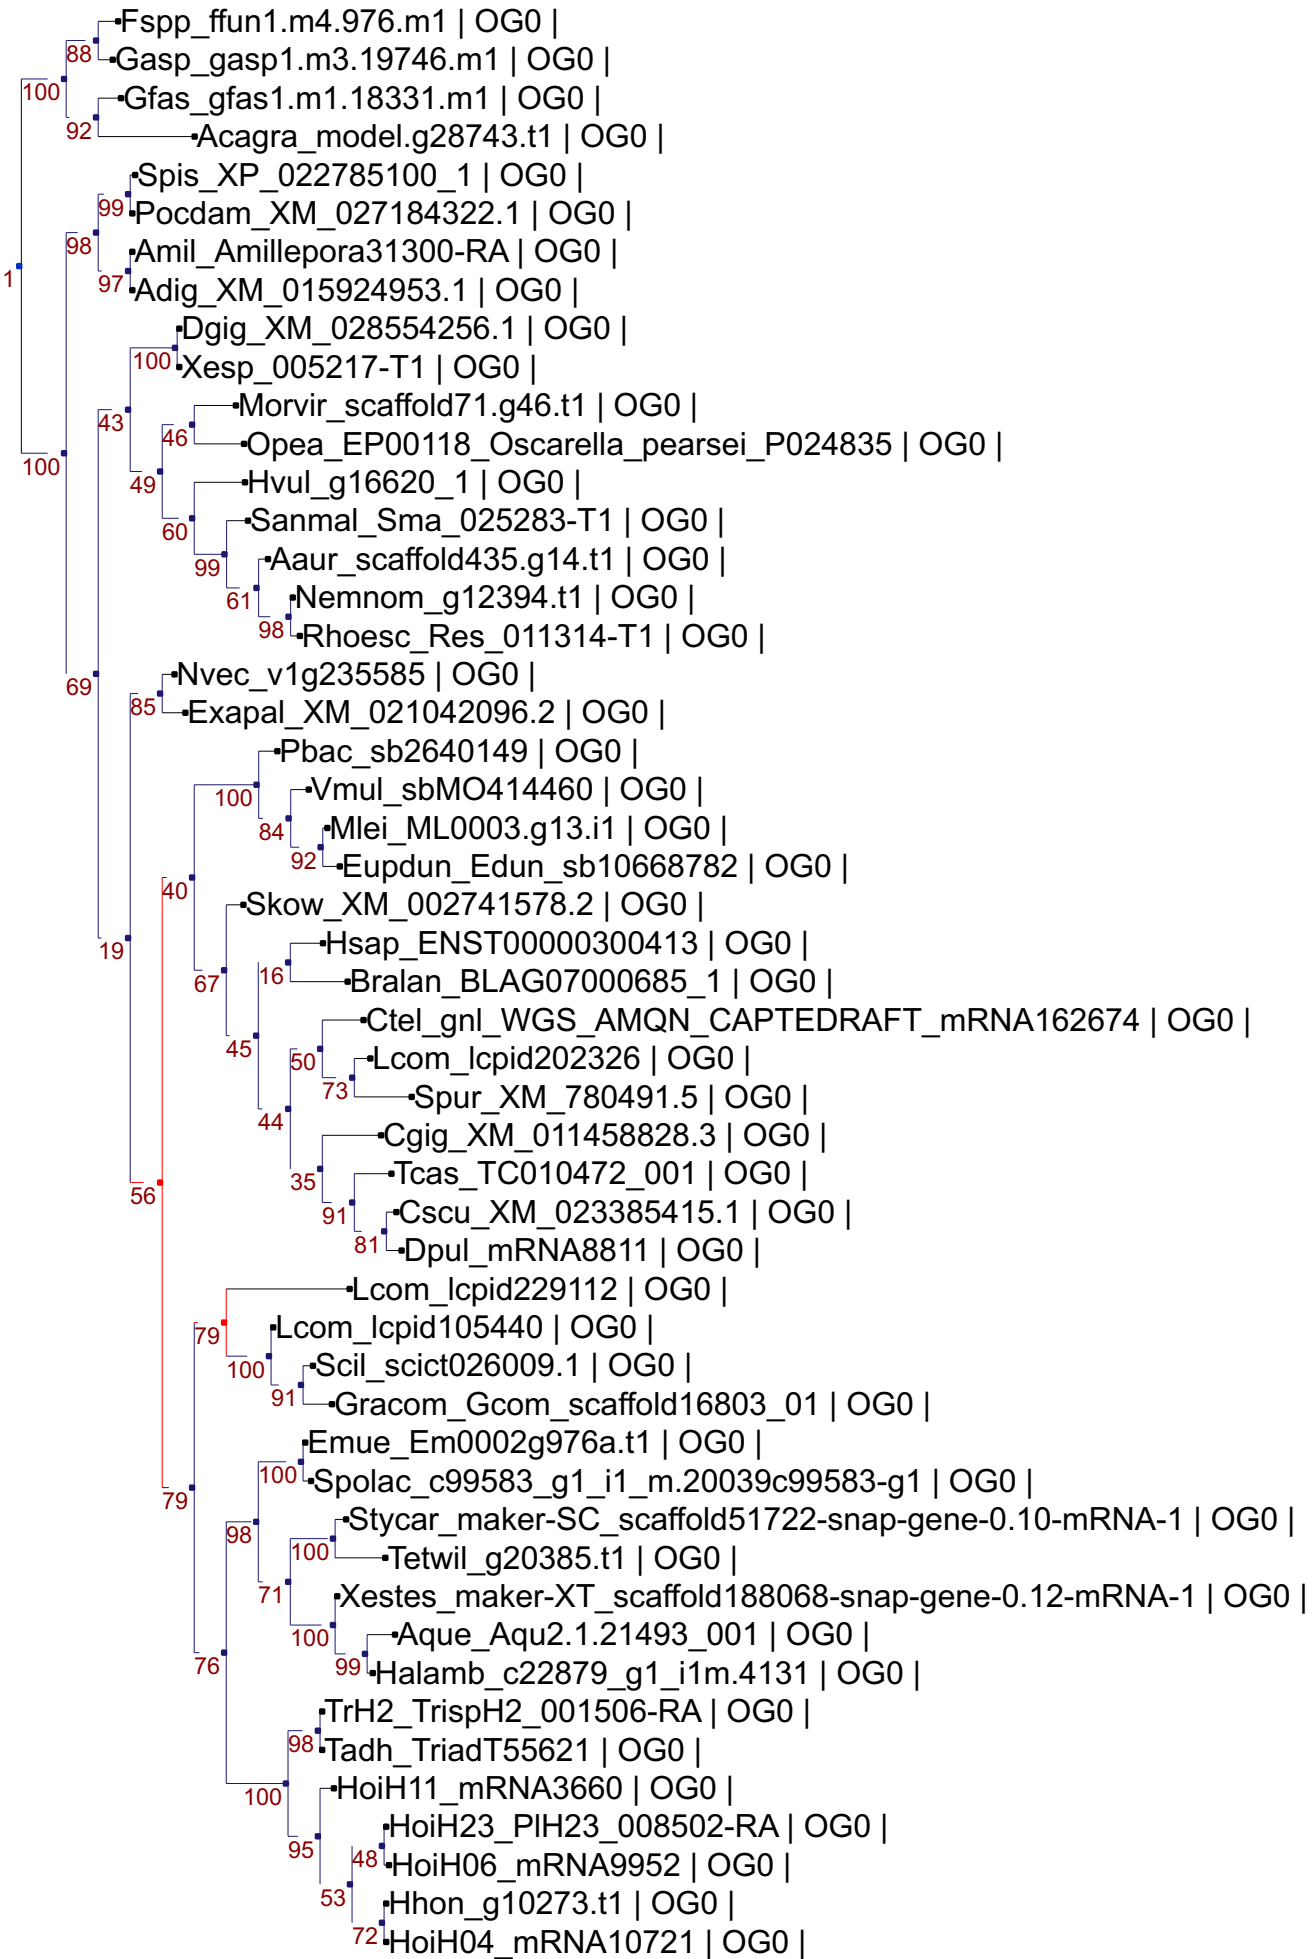 Fspp_ffun1.m4.976.m1 | OG0 |
88
Gasp_gasp1.m3.19746.m1 | OG0 |
100
Gfas_gfas1.m1.18331.m1 | OG0 |
92
Acagra_model.g28743.t1 | OG0 |
Spis_XP_022785100_1 | OG0 |
99
Pocdam_XM_027184322.1 | OG0 |
98
Amil_Amillepora31300-RA | OG0 |
1
97
Adig_XM_015924953.1 | OG0 |
Dgig_XM_028554256.1 | OG0 |
100
Xesp_005217-T1 | OG0 |
Morvir_scaffold71.g46.t1 | OG0 |
43
46
Opea_EP00118_Oscarella_pearsei_P024835 | OG0 |
100
49
Hvul_g16620_1 | OG0 |
Sanmal_Sma_025283-T1 | OG0 |
60
Aaur_scaffold435.g14.t1 | OG0 |
99
Nemnom_g12394.t1 | OG0 |
61
98
Rhoesc_Res_011314-T1 | OG0 |
Nvec_v1g235585 | OG0 |
69
85
Exapal_XM_021042096.2 | OG0 |
Pbac_sb2640149 | OG0 |
Vmul_sbMO414460 | OG0 |
100
Mlei_ML0003.g13.i1 | OG0 |
84
92
Eupdun_Edun_sb10668782 | OG0 |
40
Skow_XM_002741578.2 | OG0 |
Hsap_ENST00000300413 | OG0 |
19
16
67
Bralan_BLAG07000685_1 | OG0 |
Ctel_gnl_WGS_AMQN_CAPTEDRAFT_mRNA162674 | OG0 |
45
50
Lcom_lcpid202326 | OG0 |
73
Spur_XM_780491.5 | OG0 |
44
Cgig_XM_011458828.3 | OG0 |
35
Tcas_TC010472_001 | OG0 |
56
91
Cscu_XM_023385415.1 | OG0 |
81
Dpul_mRNA8811 | OG0 |
Lcom_lcpid229112 | OG0 |
79
Lcom_lcpid105440 | OG0 |
100
Scil_scict026009.1 | OG0 |
91
Gracom_Gcom_scaffold16803_01 | OG0 |
Emue_Em0002g976a.t1 | OG0 |
100
Spolac_c99583_g1_i1_m.20039c99583-g1 | OG0 |
79
Stycar_maker-SC_scaffold51722-snap-gene-0.10-mRNA-1 | OG0 |
98
100
Tetwil_g20385.t1 | OG0 |
71
Xestes_maker-XT_scaffold188068-snap-gene-0.12-mRNA-1 | OG0 |
100
Aque_Aqu2.1.21493_001 | OG0 |
76
99
Halamb_c22879_g1_i1m.4131 | OG0 |
TrH2_TrispH2_001506-RA | OG0 |
98
Tadh_TriadT55621 | OG0 |
100
HoiH11_mRNA3660 | OG0 |
HoiH23_PlH23_008502-RA | OG0 |
95
48
HoiH06_mRNA9952 | OG0 |
53
Hhon_g10273.t1 | OG0 |
72
HoiH04_mRNA10721 | OG0 |